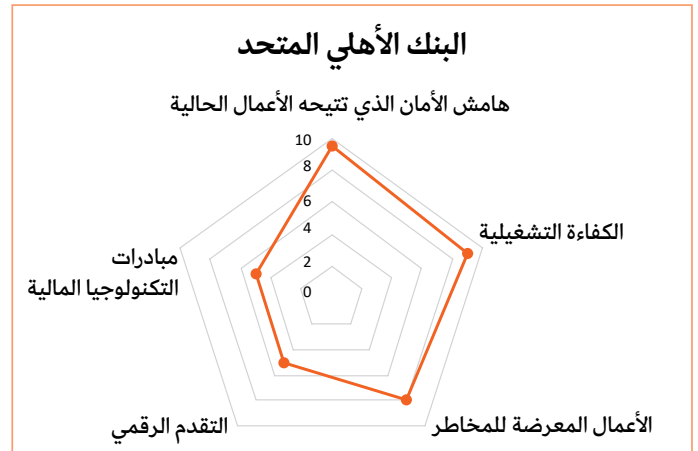 البنك الأهلي المتحد
هامش الأمان الذي تتيحه الأعمال الحالية
10
8
6
4
2
0
الكفاءة التشغيلية
مبادرات
التكنولوجيا المالية
الأعمال المعرضة للمخاطر
التقدم الرقمي